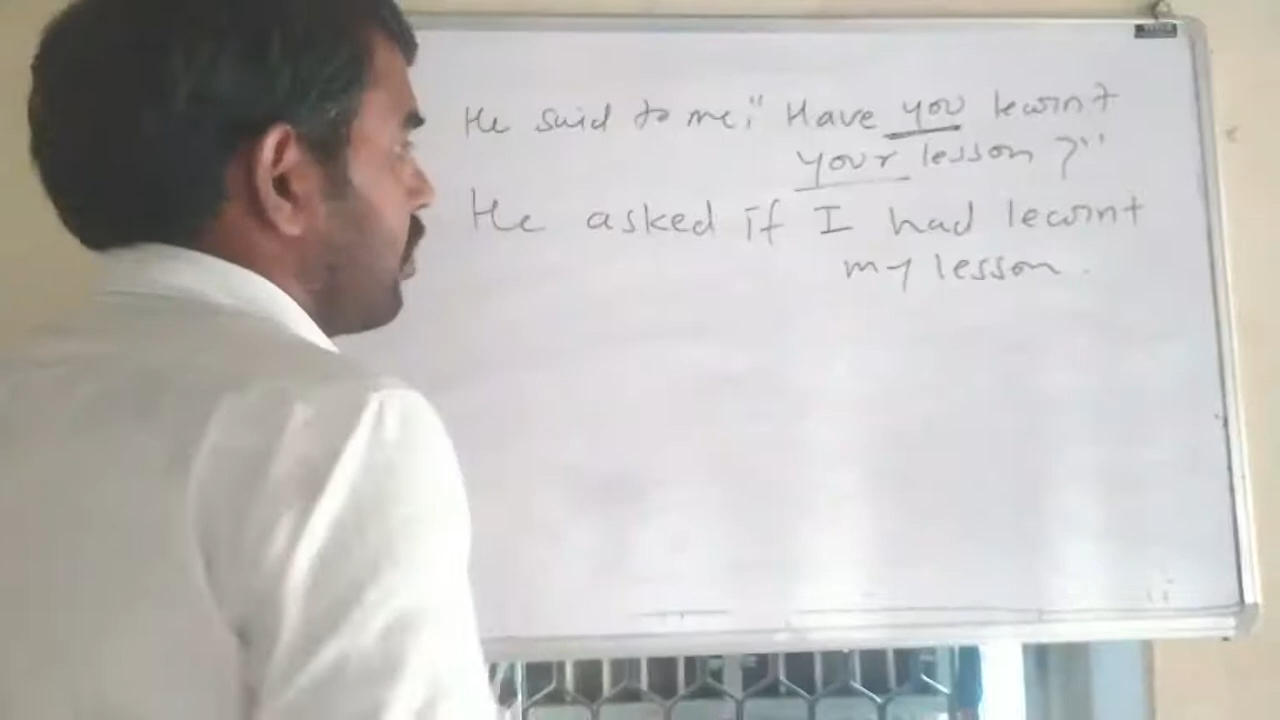 He said to me," Have you learnt
your lesson ?"
He asked if I had learnt
my lesson.